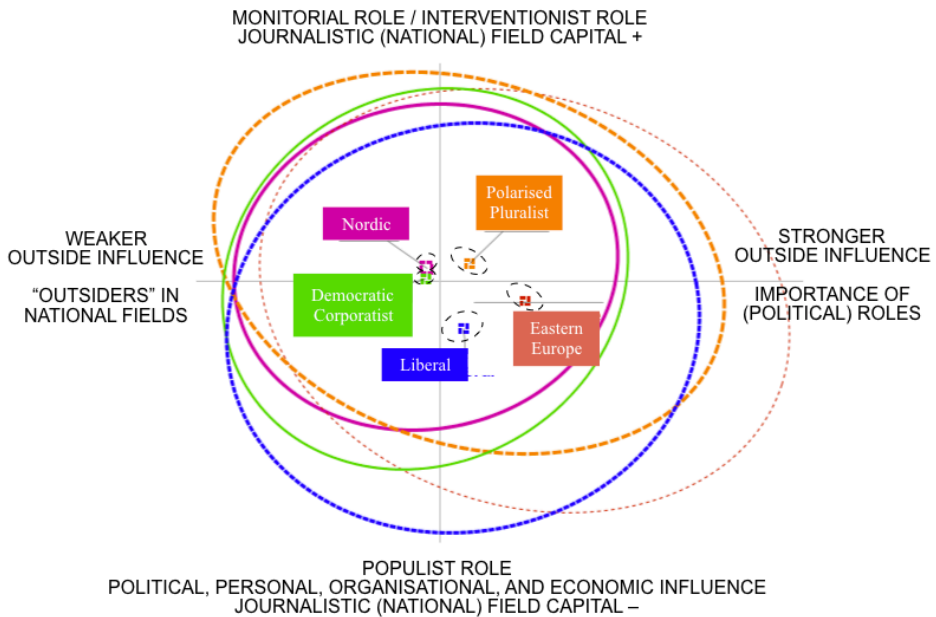 MONITORIAL ROLE / INTERVENTIONIST ROLE
JOURNALISTIC (NATIONAL) FIELD CAPITAL +
Polarised
Pluralist
Nordic
WEAKER
OUTSIDE INFLUENCE
“OUTSIDERS” IN
NATIONAL FIELDS
STRONGER
OUTSIDE INFLUENCE
IMPORTANCE OF
(POLITICAL) ROLES
Democratic
Corporatist
Eastern
Europe
Liberal
POPULIST ROLE
POLITICAL, PERSONAL, ORGANISATIONAL, AND ECONOMIC INFLUENCE
JOURNALISTIC (NATIONAL) FIELD CAPITAL –